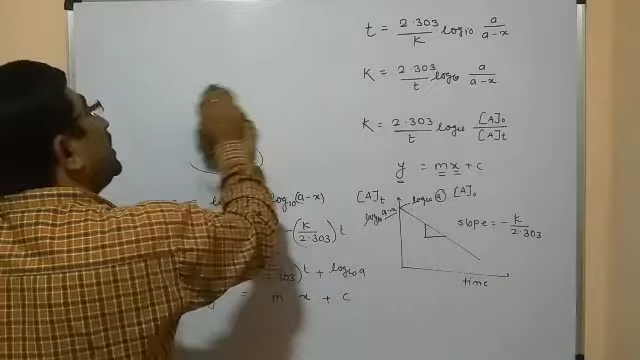 t = 2.303/K log10 a/a-x
K = 2.303/t log10 a/a-x
K = 2.303/t log10 [A]0/[A]t
y = mx + c
log10(a-x)
[A]t
log10 a [A]0
log10 a-x
-(K/2.303)t
slope = -K/2.303
)t + log10 a
time
= m x + c